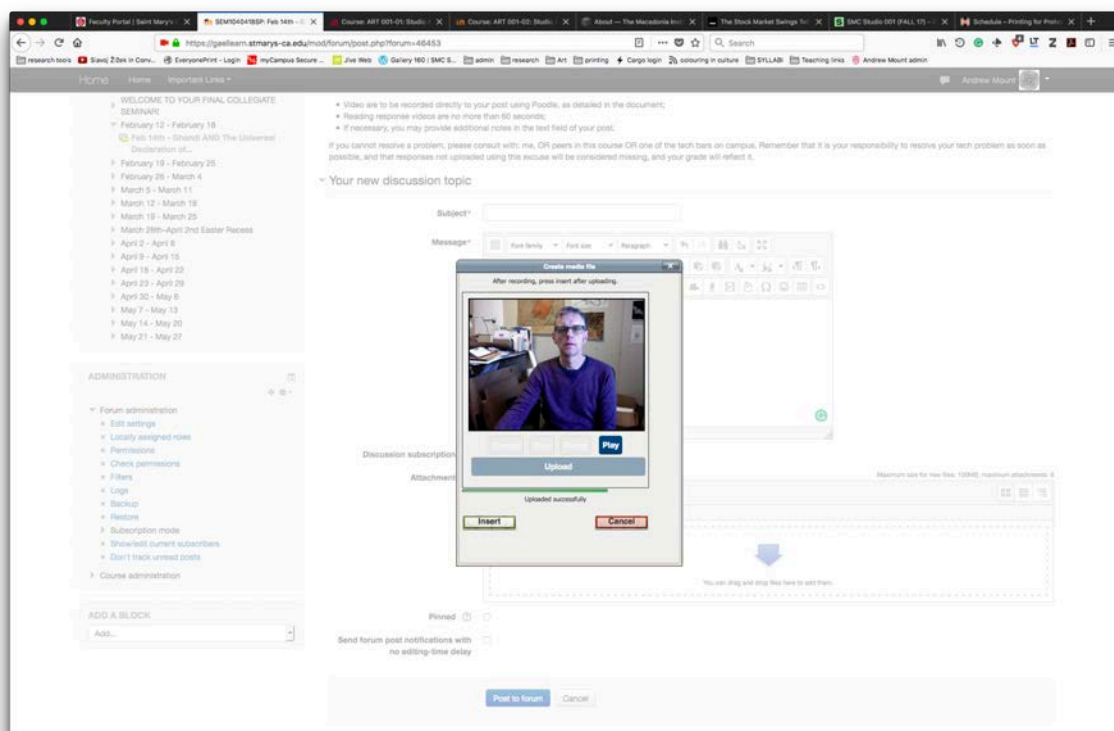 Faculty Portal | Saint Mary's
SEM104041BSP: Feb 14th -
Course: ART 001-01: Studio
Course: ART 001-02: Studio
About — The Macedonia Inst
The Stock Market Swings
SMC Studio 001 (FALL 17)
Schedule – Printing for
https://gaellearn.stmarys-ca.edu/mod/forum/post.php?forum=46453
Search
research tools
Slavoj Žižek in Conv...
EveryonePrint - Login
myCampus Secure ...
Jive Web
Gallery 160 | SMC S...
admin
research
Art
printing
Cargo login
colouring in culture
SYLLABI
Teaching links
Andrew Mount admin
Home
Home
Important Links
Andrew Mount
WELCOME TO YOUR FINAL COLLEGIATE
SEMINAR!
February 12 - February 18
Feb 14th - Ghandi AND The Universal
Declaration of...
February 19 - February 25
February 26 - March 4
March 5 - March 11
March 12 - March 18
March 19 - March 25
March 26th–April 2nd Easter Recess
April 2 - April 8
April 9 - April 15
April 16 - April 22
April 23 - April 29
April 30 - May 6
May 7 - May 13
May 14 - May 20
May 21 - May 27
ADMINISTRATION
Forum administration
Edit settings
Locally assigned roles
Permissions
Check permissions
Filters
Logs
Backup
Restore
Subscription mode
Show/edit current subscribers
Don't track unread posts
Course administration
ADD A BLOCK
Add...
• Video are to be recorded directly to your post using Poodle, as detailed in the document;
• Reading response videos are no more than 60 seconds;
• If necessary, you may provide additional notes in the text field of your post.
If you cannot resolve a problem, please consult with: me, OR peers in this course OR one of the tech bars on campus. Remember that it is your responsibility to resolve your tech problem as soon as
possible, and that responses not uploaded using this excuse will be considered missing, and your grade will reflect it.
Your new discussion topic
Subject*
Message*
Font family
Font size
Paragraph
Create media file
After recording, press insert after uploading.
Play
Upload
Uploaded successfully
Insert
Cancel
Discussion subscription
Attachment
Maximum size for new files: 100MB, maximum attachments: 9
You can drag and drop files here to add them.
Pinned
Send forum post notifications with
no editing-time delay
Post to forum
Cancel